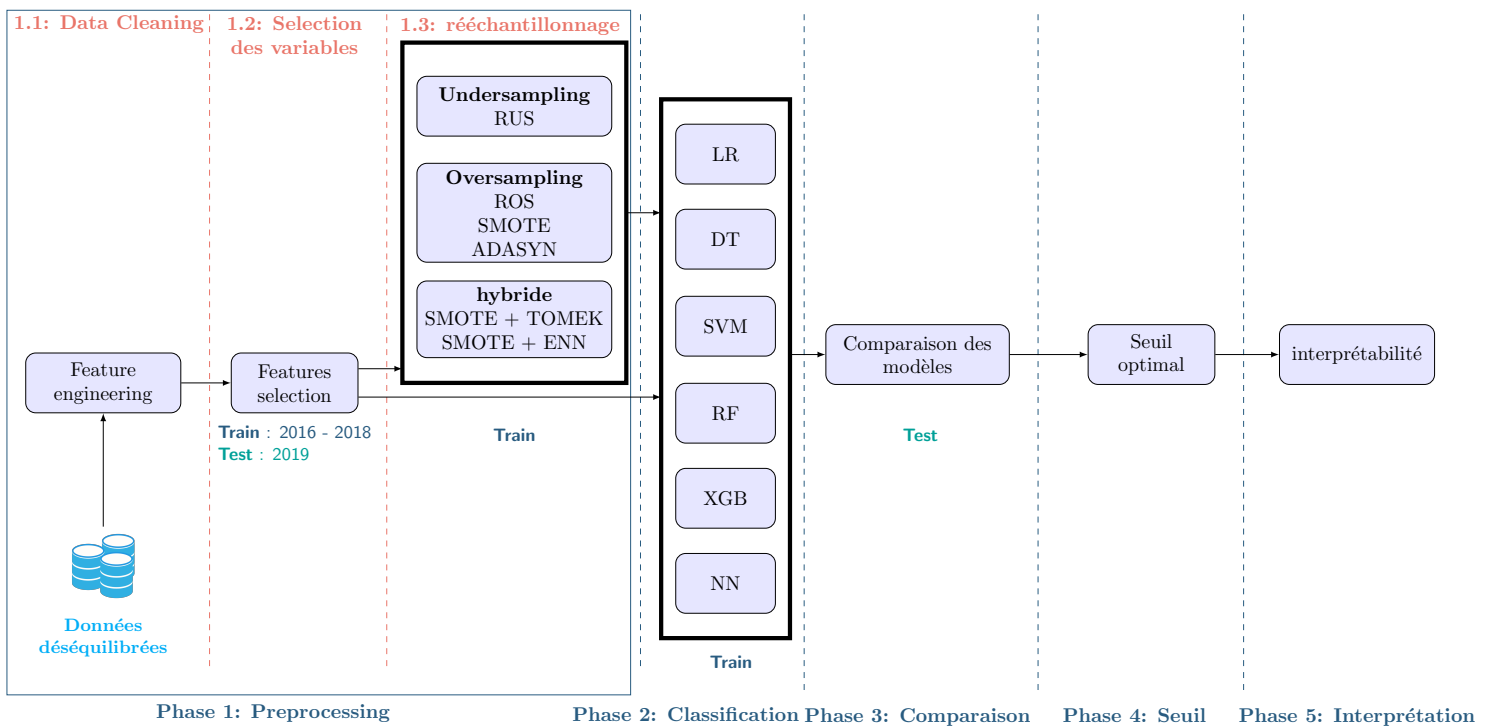 1.1: Data Cleaning
1.2: Selection
des variables
1.3: rééchantillonnage
Undersampling
RUS
Oversampling
ROS
SMOTE
ADASYN
hybride
SMOTE + TOMEK
SMOTE + ENN
Feature
engineering
Features
selection
Train : 2016 - 2018
Test : 2019
Train
Données
déséquilibrées
LR
DT
SVM
RF
XGB
NN
Train
Comparaison des
modèles
Test
Seuil
optimal
interprétabilité
Phase 1: Preprocessing
Phase 2: Classification
Phase 3: Comparaison
Phase 4: Seuil
Phase 5: Interprétation